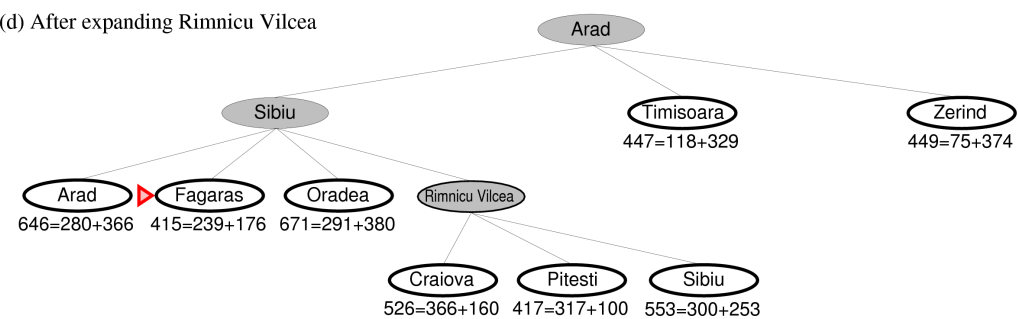 (d) After expanding Rimnicu Vilcea
Arad
Sibiu
Timisoara
Zerind
447=118+329
449=75+374
Arad
Fagaras
Oradea
Rimnicu Vilcea
646=280+366
415=239+176
671=291+380
Craiova
Pitesti
Sibiu
526=366+160
417=317+100
553=300+253